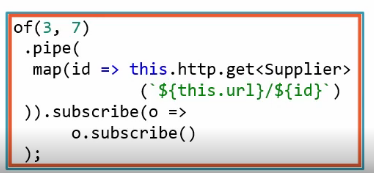 of(3, 7)
.pipe(
map(id => this.http.get<Supplier>
(`${this.url}/${id}`)
)).subscribe(o =>
o.subscribe()
);